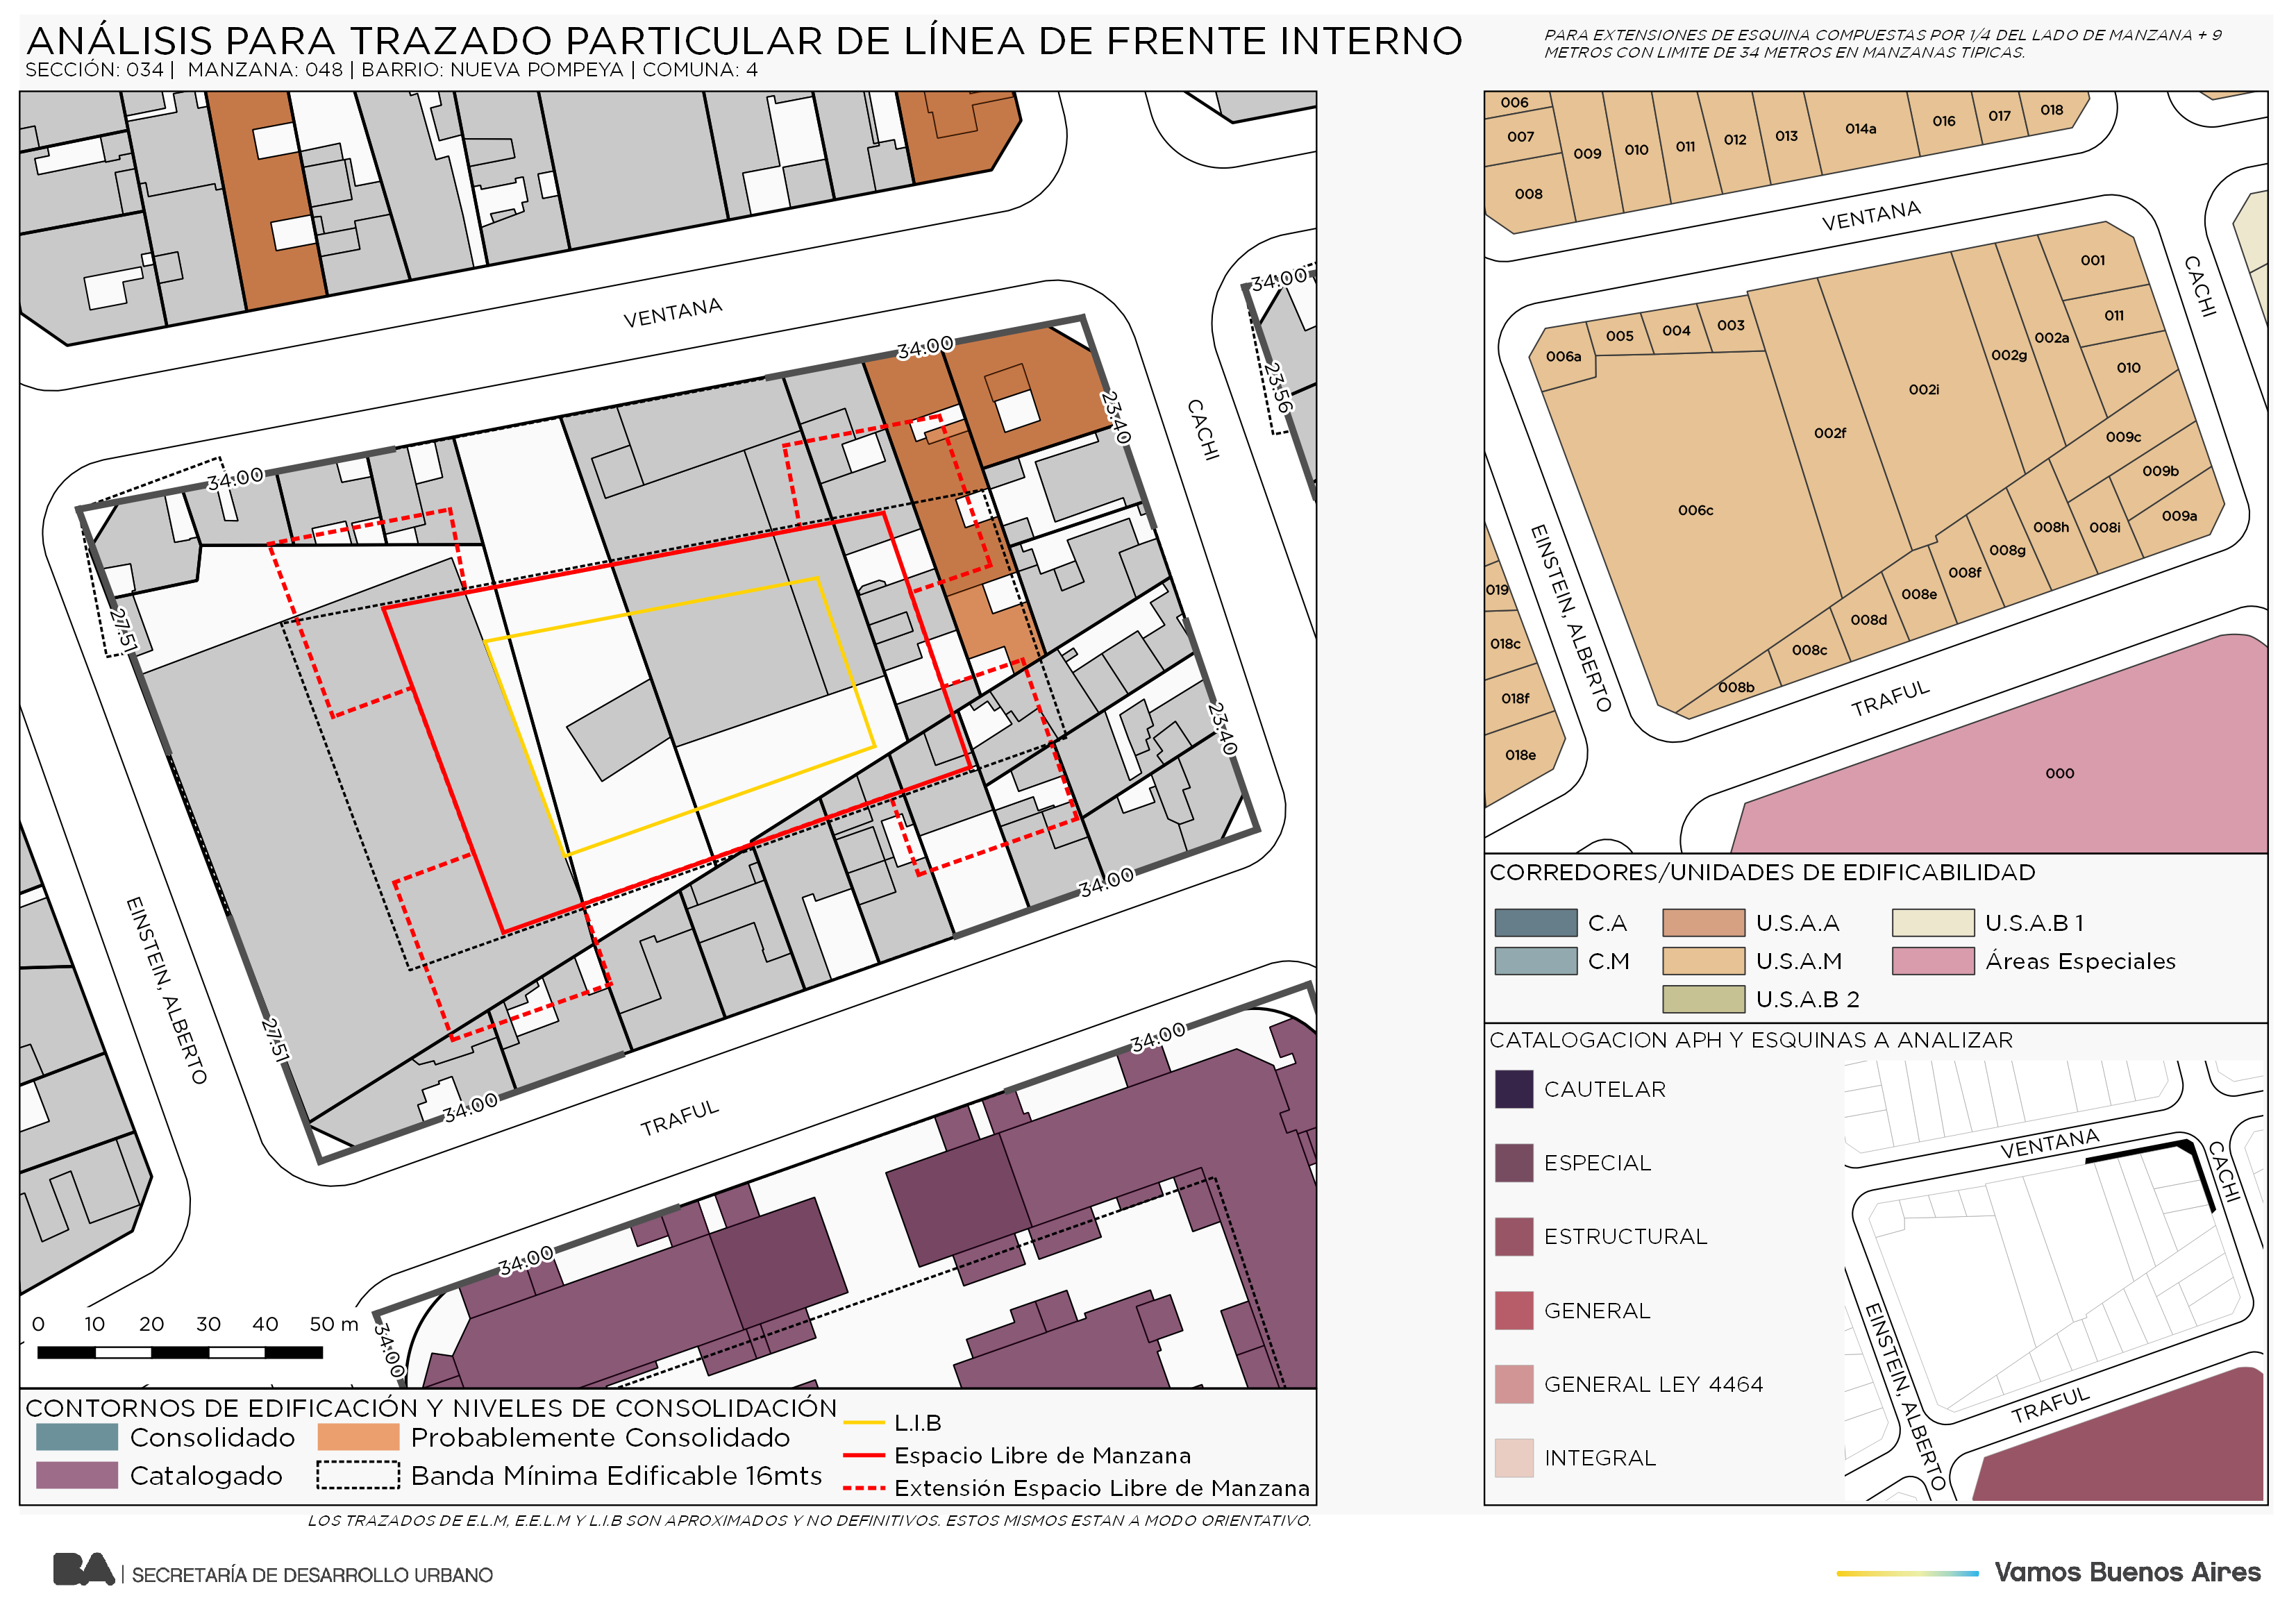 ANÁLISIS PARA TRAZADO PARTICULAR DE LÍNEA DE FRENTE INTERNO
SECCIÓN: 034 | MANZANA: 048 | BARRIO: NUEVA POMPEYA | COMUNA: 4
PARA EXTENSIONES DE ESQUINA COMPUESTAS POR 1/4 DEL LADO DE MANZANA + 9
METROS CON LIMITE DE 34 METROS EN MANZANAS TIPICAS.
VENTANA
CACHI
EINSTEIN, ALBERTO
TRAFUL
34.00
34.00
34.00
23.56
23.40
27.51
23.40
34.00
27.51
34.00
34.00
34.00
34.00
0 10 20 30 40 50 m
CONTORNOS DE EDIFICACIÓN Y NIVELES DE CONSOLIDACIÓN
Consolidado
Probablemente Consolidado
Catalogado
Banda Mínima Edificable 16mts
L.I.B
Espacio Libre de Manzana
Extensión Espacio Libre de Manzana
LOS TRAZADOS DE E.L.M, E.E.L.M Y L.I.B SON APROXIMADOS Y NO DEFINITIVOS. ESTOS MISMOS ESTAN A MODO ORIENTATIVO.
006
007
008
009
010
011
012
013
014a
016
017
018
VENTANA
CACHI
001
011
010
002a
002g
002i
002f
003
004
005
006a
006c
009c
009b
009a
008i
008h
008g
008f
008e
008d
008c
008b
019
018c
018f
018e
EINSTEIN, ALBERTO
TRAFUL
000
CORREDORES/UNIDADES DE EDIFICABILIDAD
C.A
U.S.A.A
U.S.A.B 1
C.M
U.S.A.M
Áreas Especiales
U.S.A.B 2
CATALOGACION APH Y ESQUINAS A ANALIZAR
CAUTELAR
ESPECIAL
ESTRUCTURAL
GENERAL
GENERAL LEY 4464
INTEGRAL
VENTANA
CACHI
EINSTEIN, ALBERTO
TRAFUL
BA | SECRETARÍA DE DESARROLLO URBANO
Vamos Buenos Aires